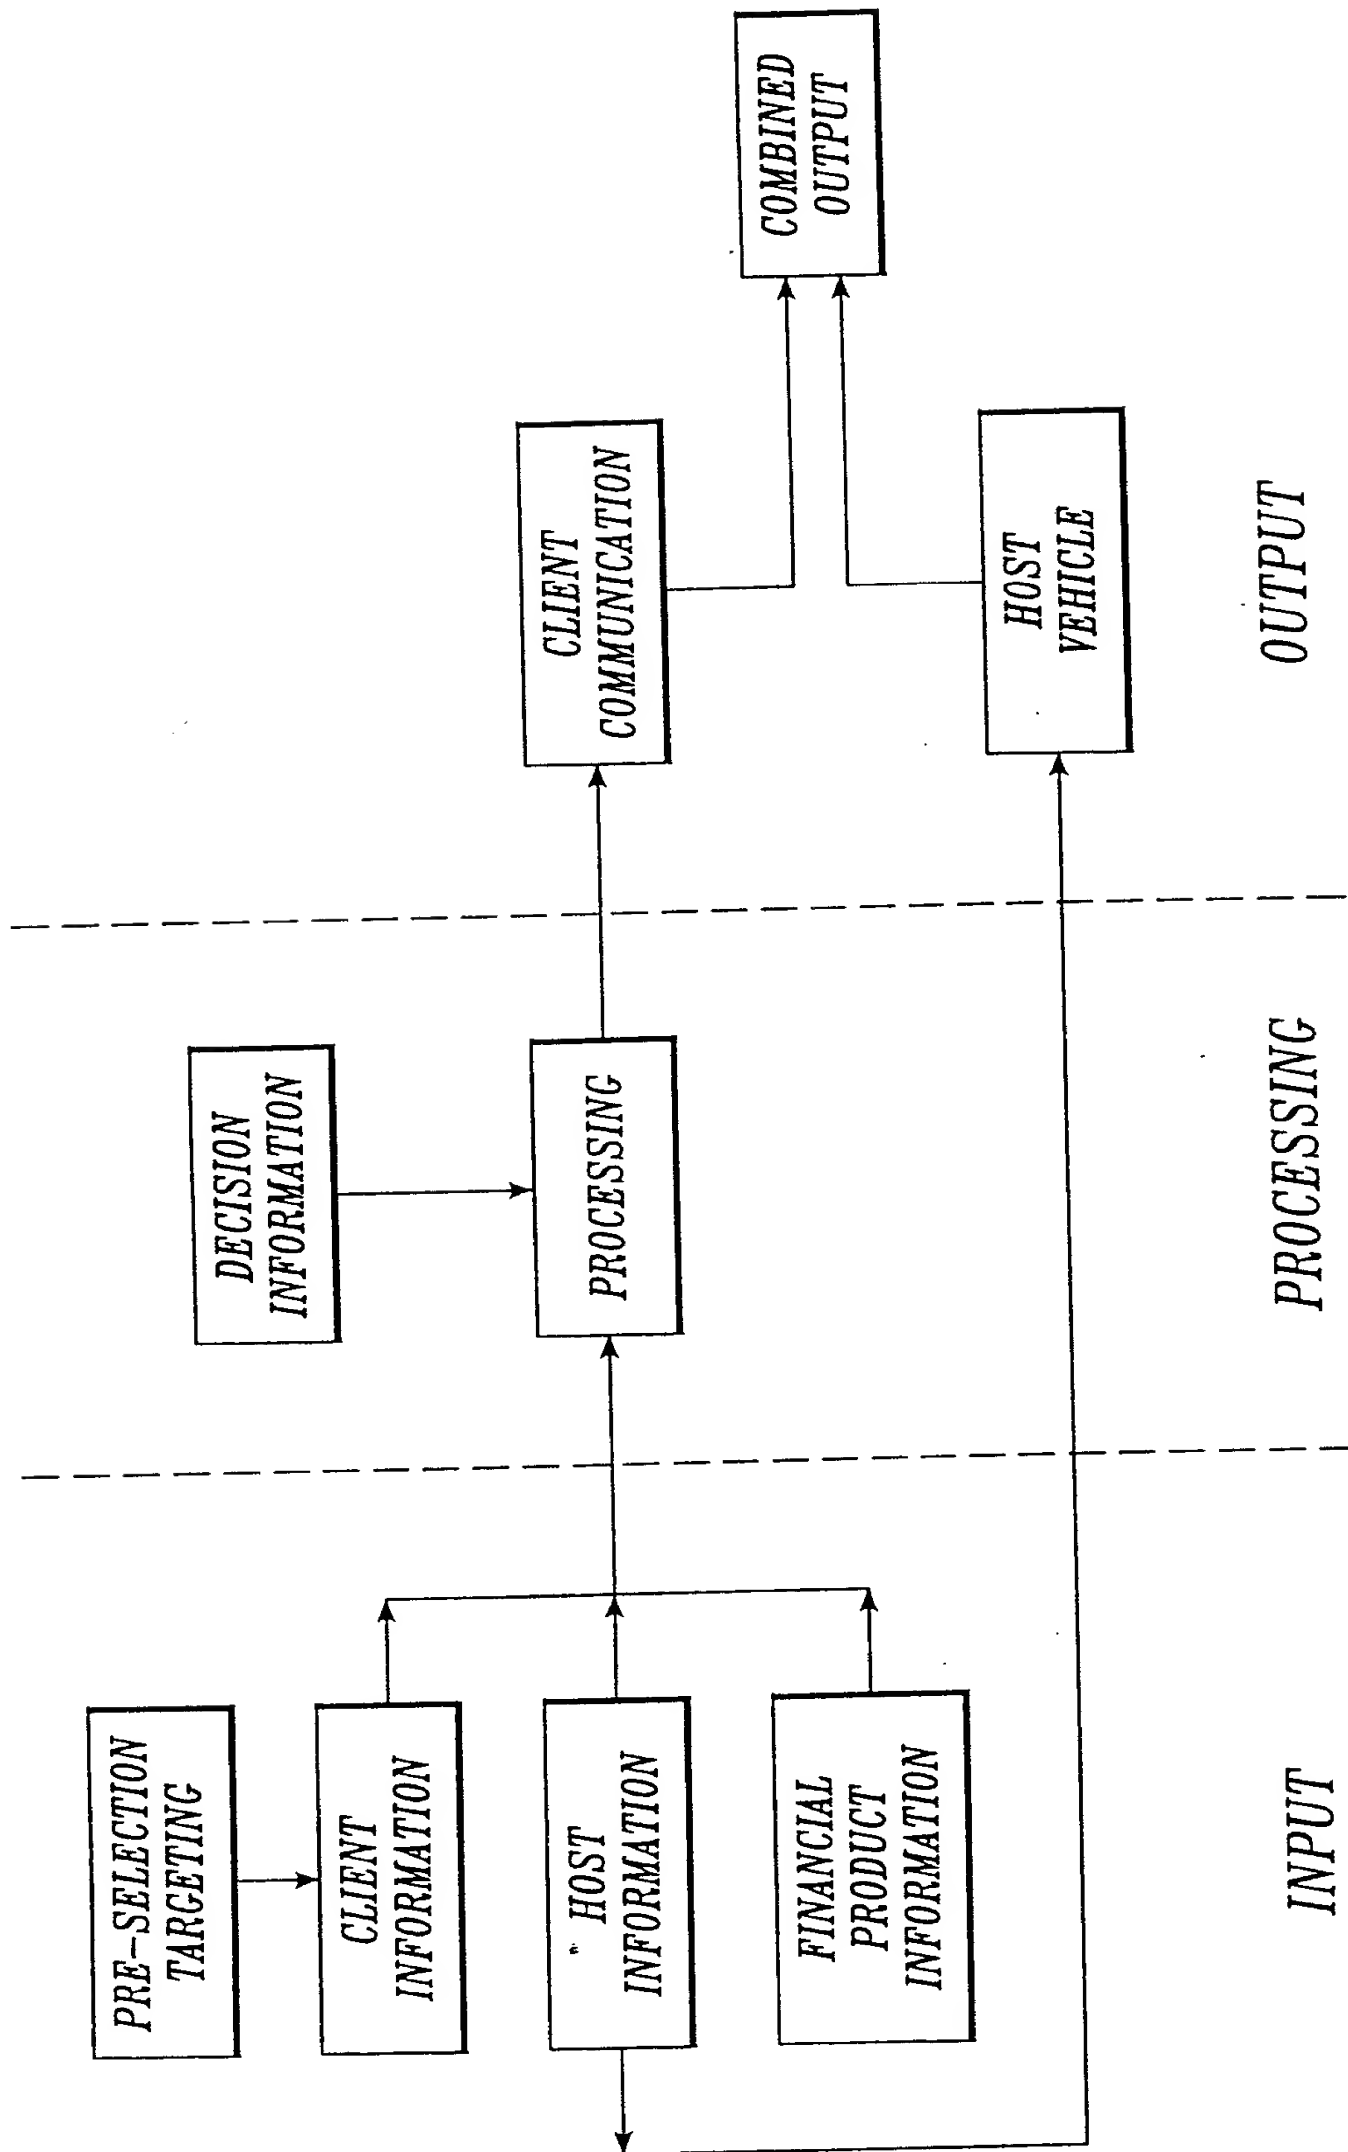 PRE-SELECTION
TARGETING
CLIENT
INFORMATION
HOST
INFORMATION
FINANCIAL
PRODUCT
INFORMATION
INPUT
DECISION
INFORMATION
PROCESSING
PROCESSING
CLIENT
COMMUNICATION
HOST
VEHICLE
OUTPUT
COMBINED
OUTPUT